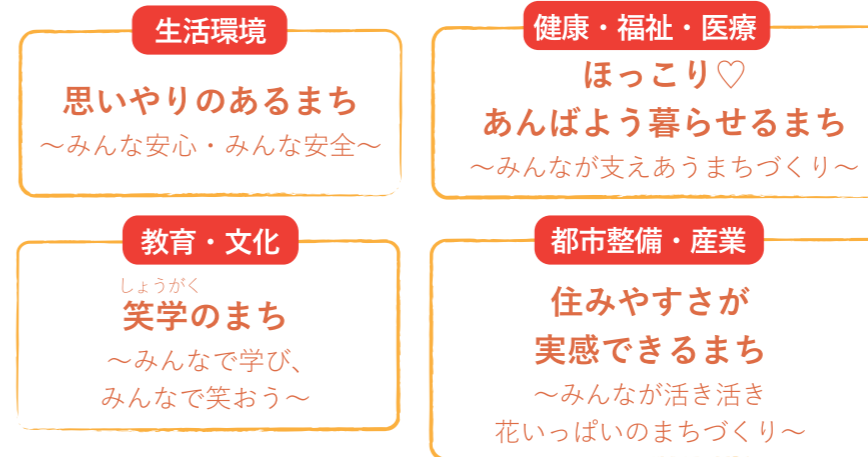 生活環境
思いやりのあるまち
～みんな安心・みんな安全～
健康・福祉・医療
ほっこり♡
あんばよう暮らせるまち
～みんなが支えあうまちづくり～
教育・文化
しょうがく
笑学のまち
～みんなで学び、
みんなで笑おう～
都市整備・産業
住みやすさが
実感できるまち
～みんなが活き活き
花いっぱいのまちづくり～